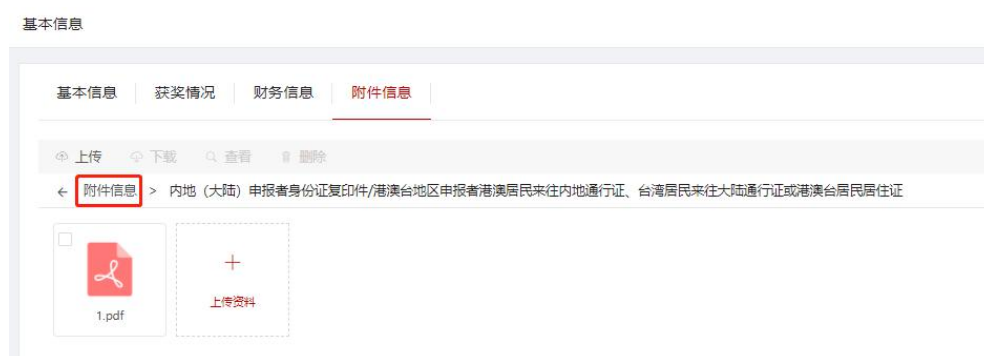 基本信息
基本信息 获奖情况 财务信息 附件信息
上传 下载 查看 删除
← 附件信息 > 内地（大陆）申报者身份证复印件/港澳台地区申报者港澳居民来往内地通行证、台湾居民来往大陆通行证或港澳台居民居住证
+
上传资料
1.pdf